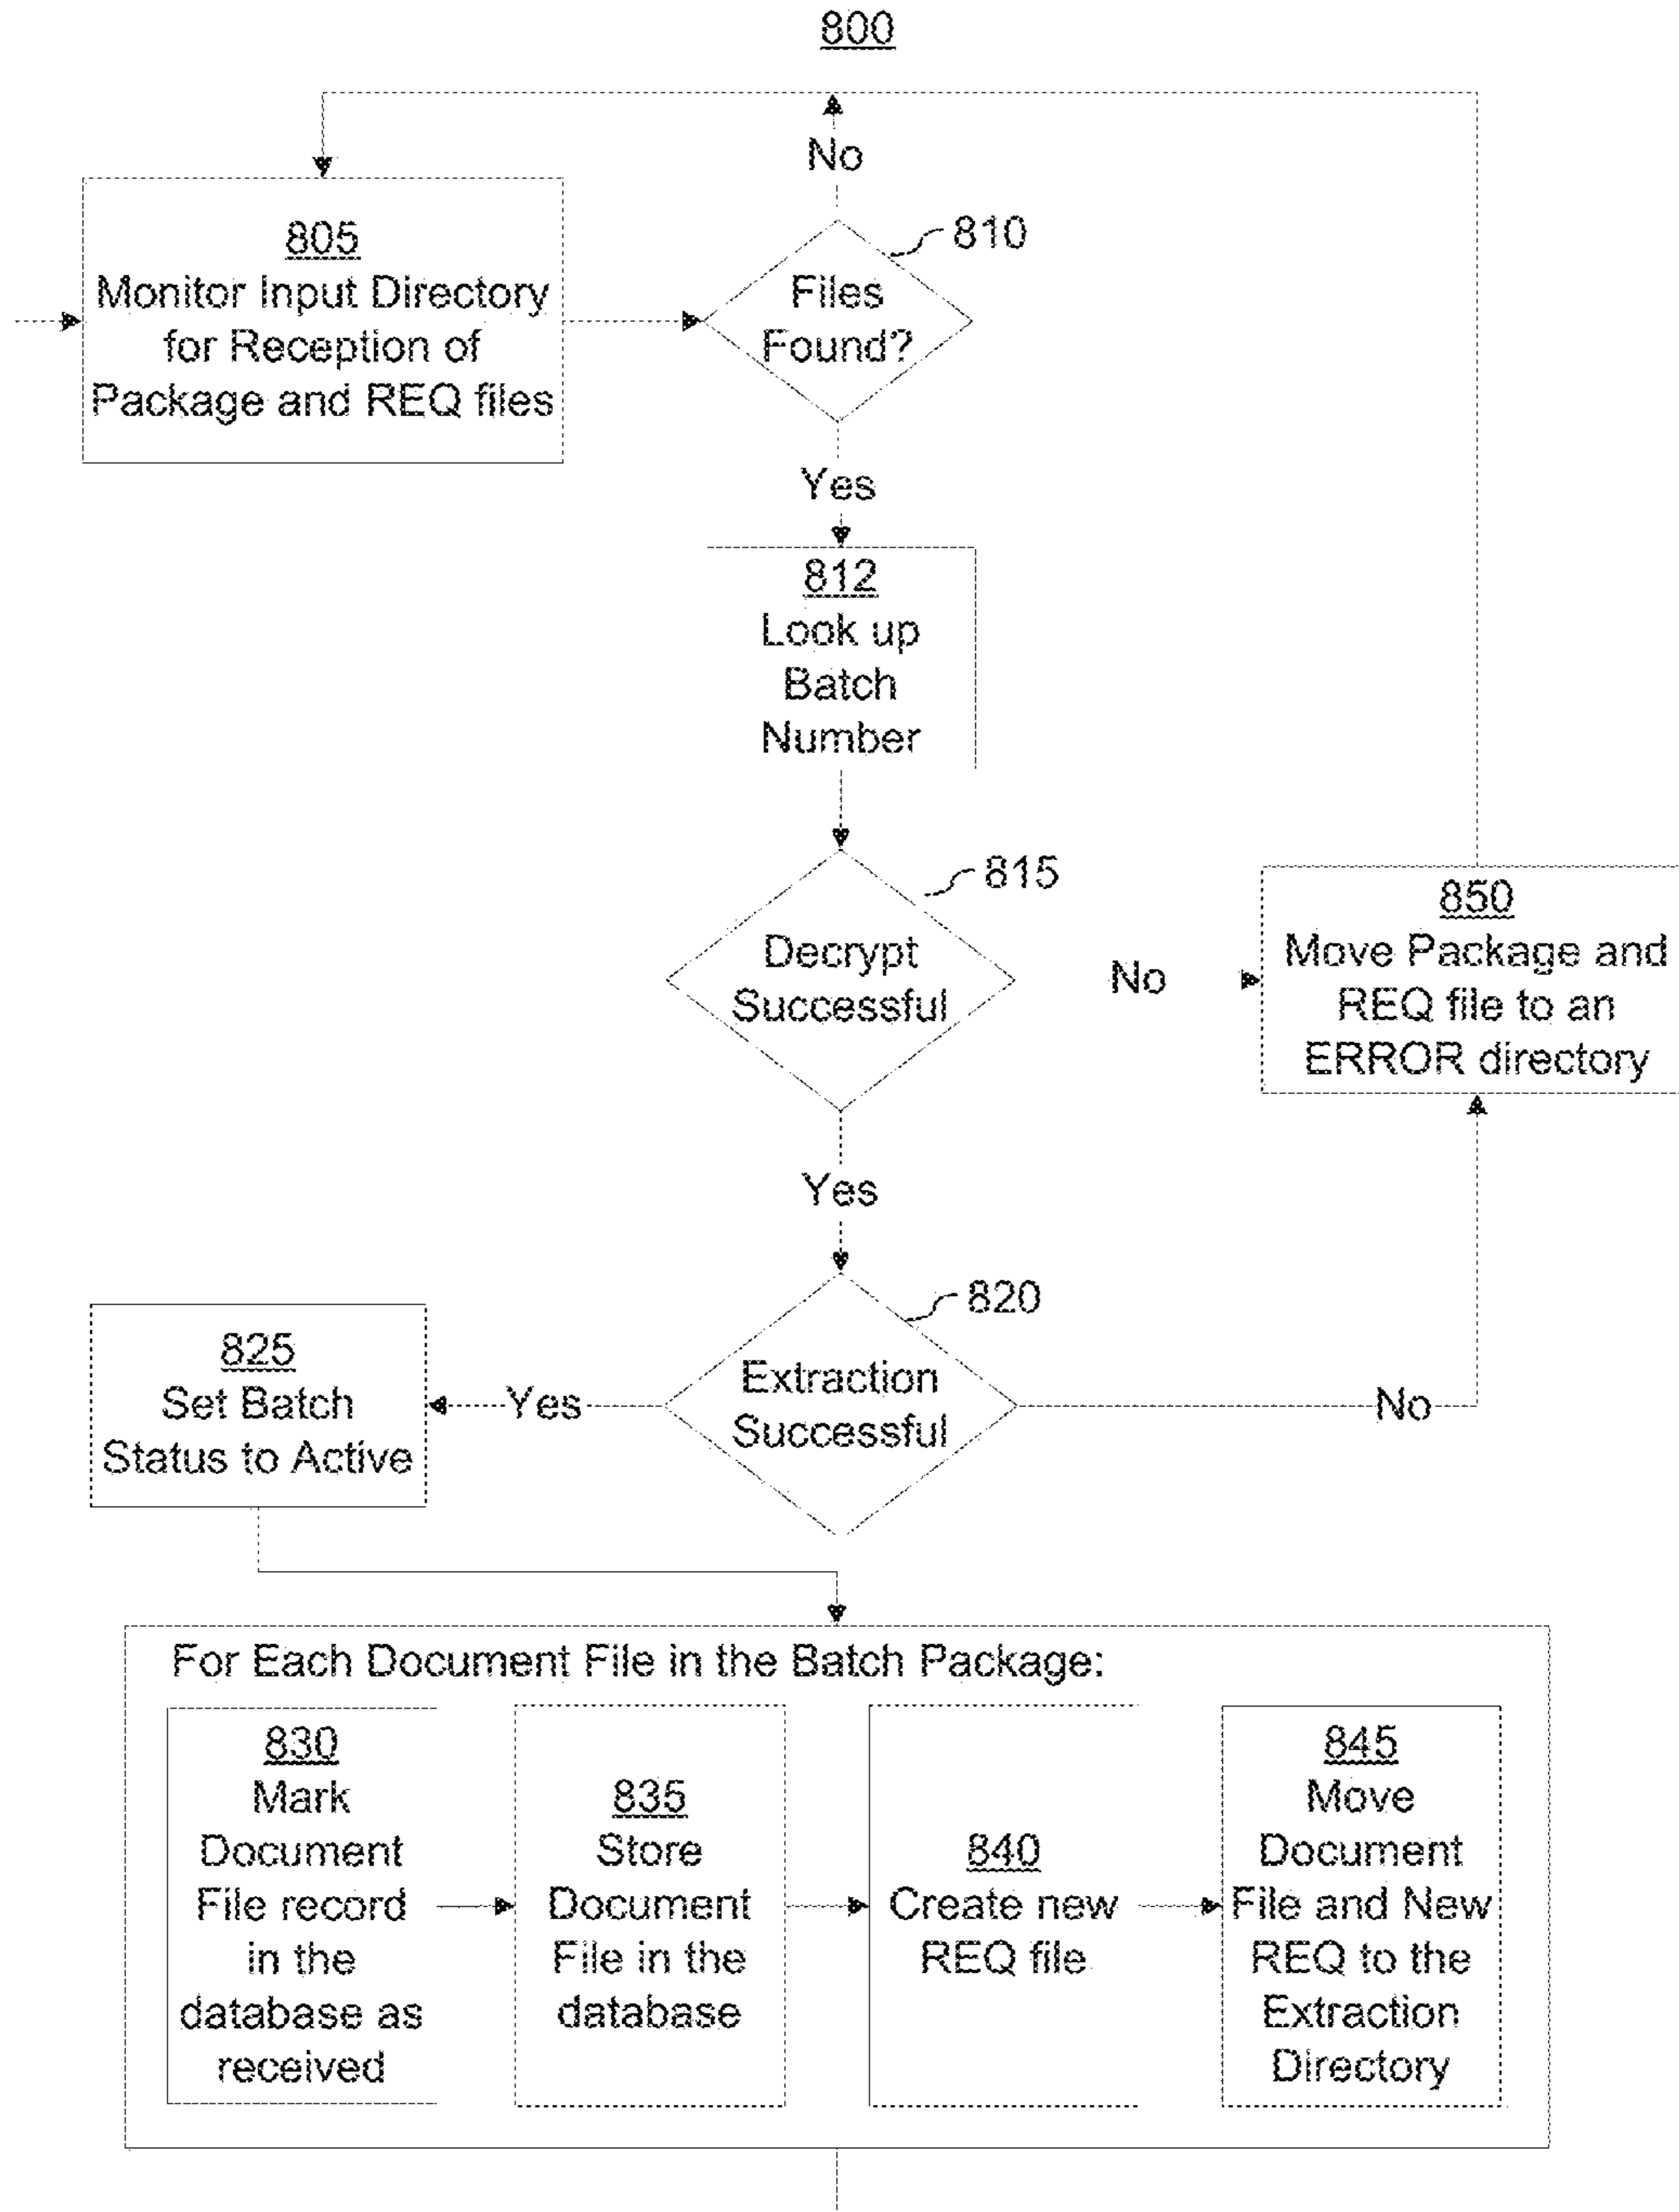 800
No
805
Monitor Input Directory
for Reception of
Package and REQ files
810
Files
Found?
Yes
812
Look up
Batch
Number
815
Decrypt
Successful
No
850
Move Package and
REQ file to an
ERROR directory
Yes
820
Extraction
Successful
Yes
No
825
Set Batch
Status to Active
For Each Document File in the Batch Package:
830
Mark
Document
File record
in the
database as
received
835
Store
Document
File in the
database
840
Create new
REQ file
845
Move
Document
File and New
REQ to the
Extraction
Directory